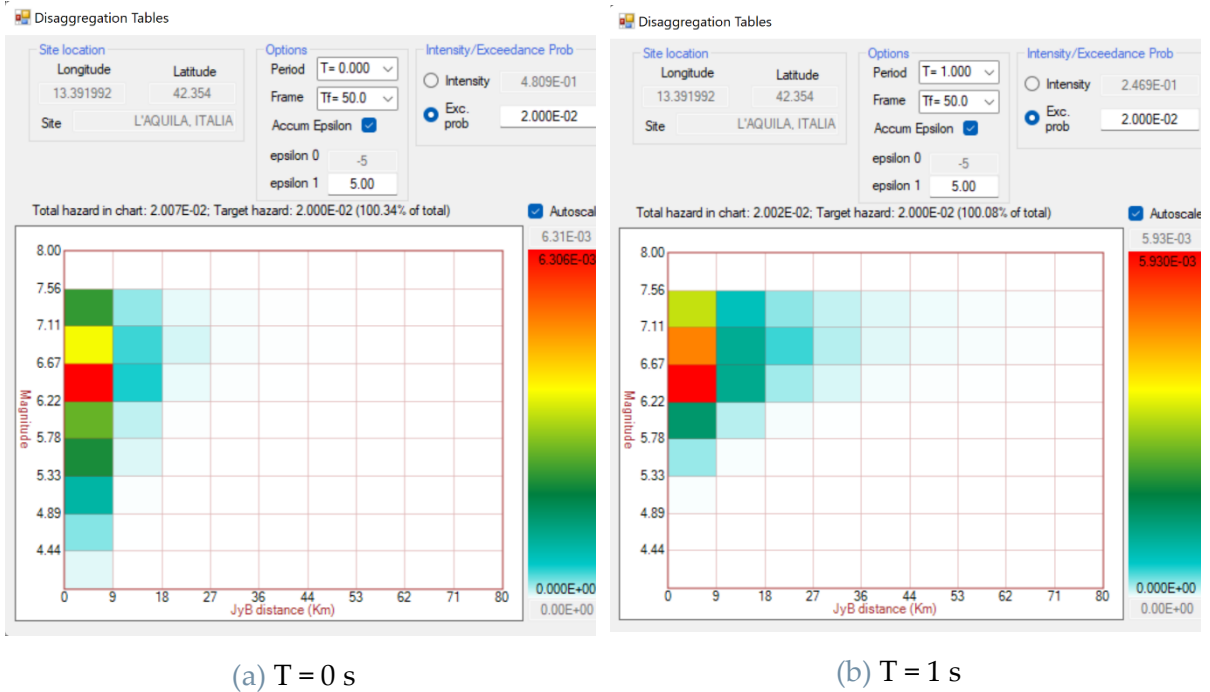 Disaggregation Tables
Site location
Longitude Latitude
13.391992 42.354
Site L'AQUILA, ITALIA
Options
Period T= 0.000
Frame Tf= 50.0
Accum Epsilon
epsilon 0 -5
epsilon 1 5.00
Intensity/Exceedance Prob
Intensity 4.809E-01
Exc. prob 2.000E-02
Total hazard in chart: 2.007E-02; Target hazard: 2.000E-02 (100.34% of total)
Autoscal
6.31E-03
6.306E-03
0.000E+00
0.00E+00
8.00
7.56
7.11
6.67
6.22
5.78
5.33
4.89
4.44
Magnitude
0 9 18 27 36 44 53 62 71 80
JyB distance (Km)
(a) T = 0 s
Disaggregation Tables
Site location
Longitude Latitude
13.391992 42.354
Site L'AQUILA, ITALIA
Options
Period T= 1.000
Frame Tf= 50.0
Accum Epsilon
epsilon 0 -5
epsilon 1 5.00
Intensity/Exceedance Prob
Intensity 2.469E-01
Exc. prob 2.000E-02
Total hazard in chart: 2.002E-02; Target hazard: 2.000E-02 (100.08% of total)
Autoscale
5.93E-03
5.930E-03
0.000E+00
0.00E+00
8.00
7.56
7.11
6.67
6.22
5.78
5.33
4.89
4.44
Magnitude
0 9 18 27 36 44 53 62 71 80
JyB distance (Km)
(b) T = 1 s